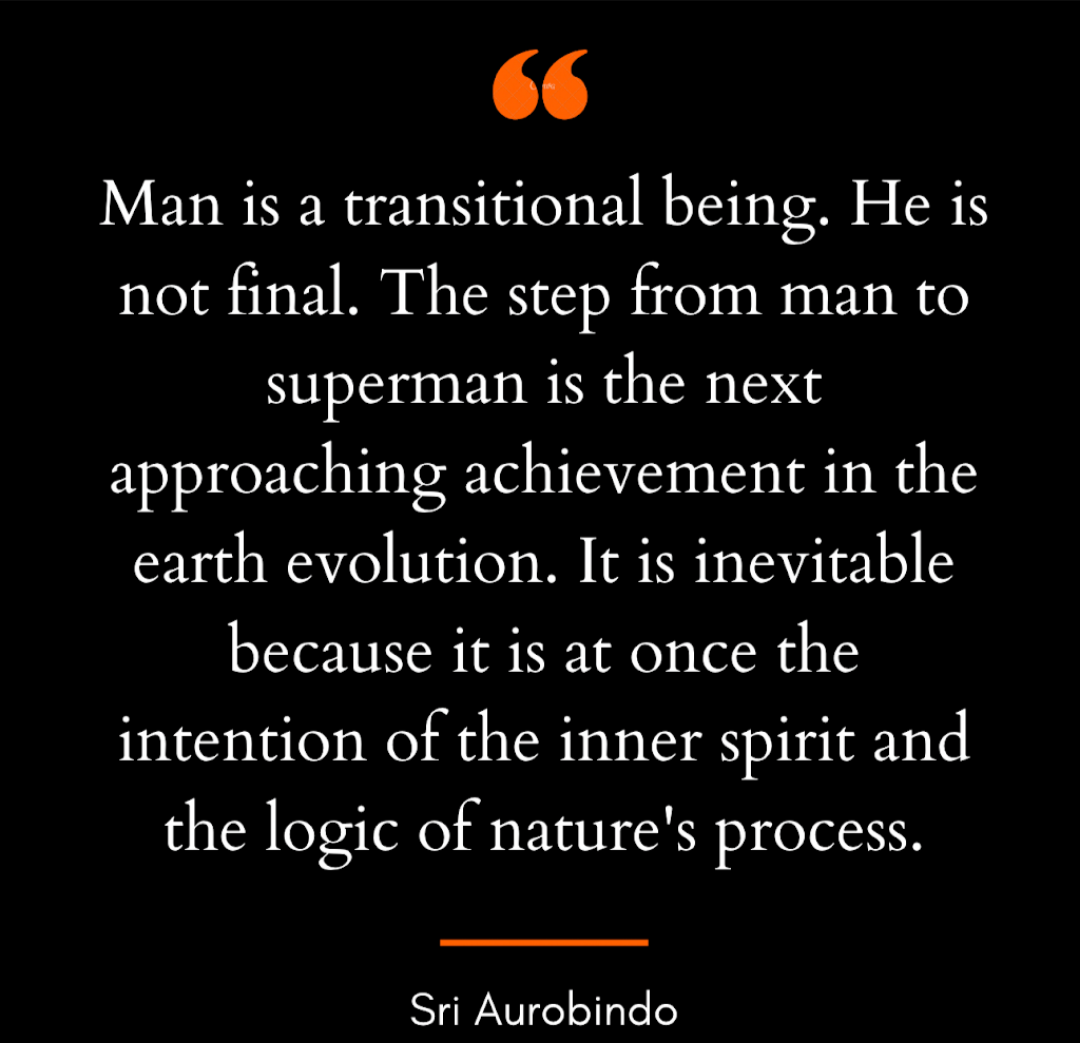 “
Man is a transitional being. He is
not final. The step from man to
superman is the next
approaching achievement in the
earth evolution. It is inevitable
because it is at once the
intention of the inner spirit and
the logic of nature's process.
Sri Aurobindo